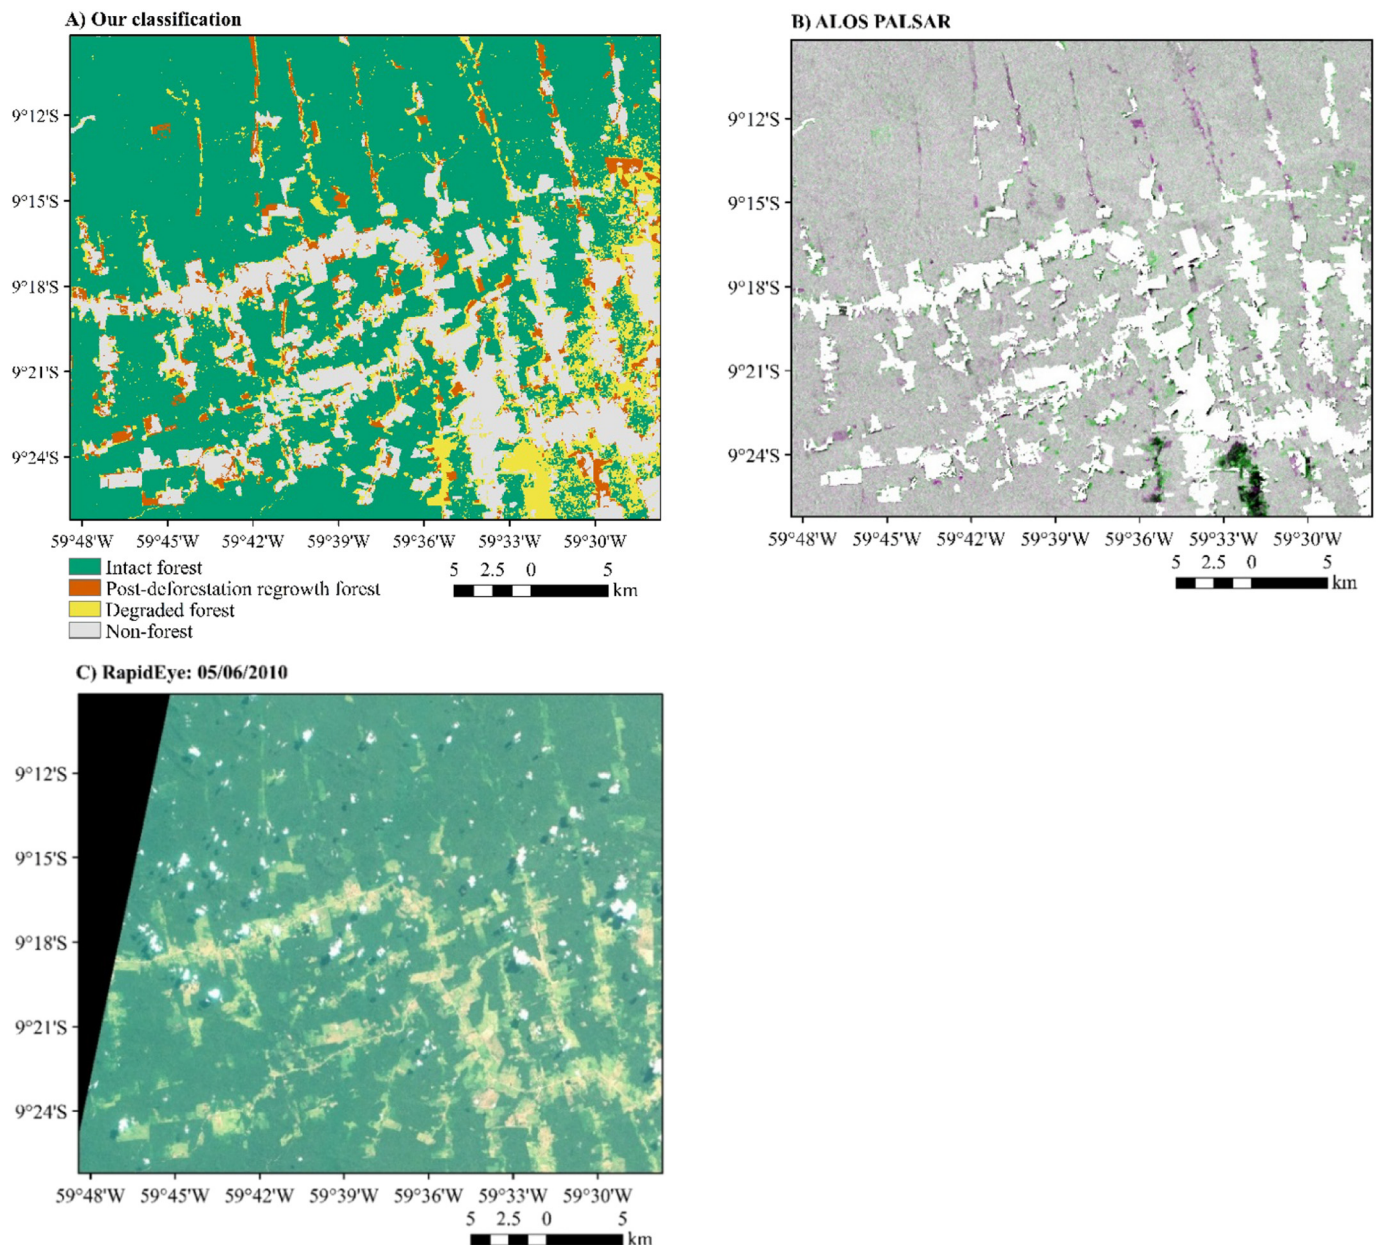 A) Our classification
9°12'S
9°15'S
9°18'S
9°21'S
9°24'S
59°48'W 59°45'W 59°42'W 59°39'W 59°36'W 59°33'W 59°30'W
Intact forest
Post-deforestation regrowth forest
Degraded forest
Non-forest
5 2.5 0 5
km
B) ALOS PALSAR
9°12'S
9°15'S
9°18'S
9°21'S
9°24'S
59°48'W 59°45'W 59°42'W 59°39'W 59°36'W 59°33'W 59°30'W
5 2.5 0 5
km
C) RapidEye: 05/06/2010
9°12'S
9°15'S
9°18'S
9°21'S
9°24'S
59°48'W 59°45'W 59°42'W 59°39'W 59°36'W 59°33'W 59°30'W
5 2.5 0 5
km